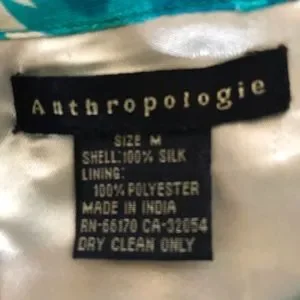 Anthropologie
SIZE M
SHELL:100% SILK
LINING:
100% POLYESTER
MADE IN INDIA
RN-66170 CA-32054
DRY CLEAN ONLY